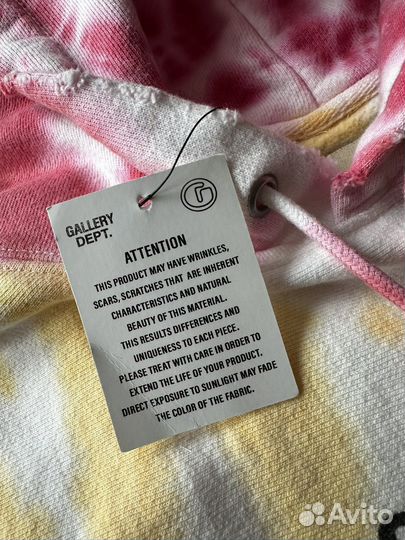 GALLERY
DEPT.
ATTENTION
THIS PRODUCT MAY HAVE WRINKLES,
SCARS, SCRATCHES THAT ARE INHERENT
CHARACTERISTICS AND NATURAL
BEAUTY OF THIS MATERIAL.
THIS RESULTS DIFFERENCES AND
UNIQUENESS TO EACH PIECE.
PLEASE TREAT WITH CARE IN ORDER TO
EXTEND THE LIFE OF YOUR PRODUCT.
DIRECT EXPOSURE TO SUNLIGHT MAY FADE
THE COLOR OF THE FABRIC.
Avito